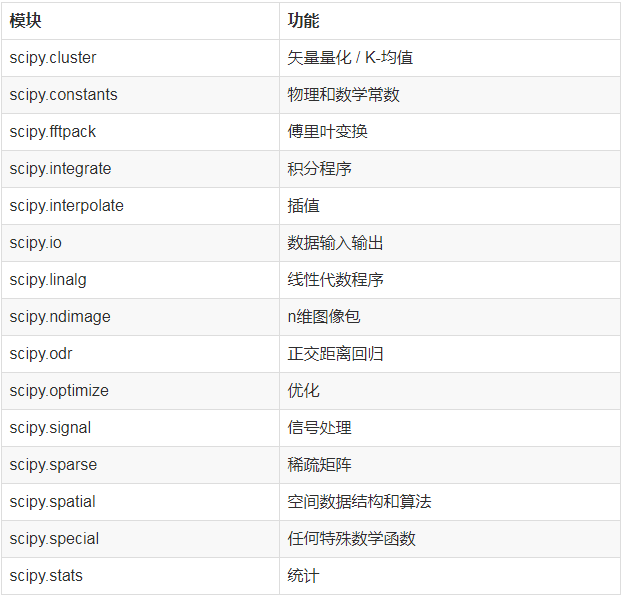 模块 功能
scipy.cluster 矢量量化 / K-均值
scipy.constants 物理和数学常数
scipy.fftpack 傅里叶变换
scipy.integrate 积分程序
scipy.interpolate 插值
scipy.io 数据输入输出
scipy.linalg 线性代数程序
scipy.ndimage n维图像包
scipy.odr 正交距离回归
scipy.optimize 优化
scipy.signal 信号处理
scipy.sparse 稀疏矩阵
scipy.spatial 空间数据结构和算法
scipy.special 任何特殊数学函数
scipy.stats 统计